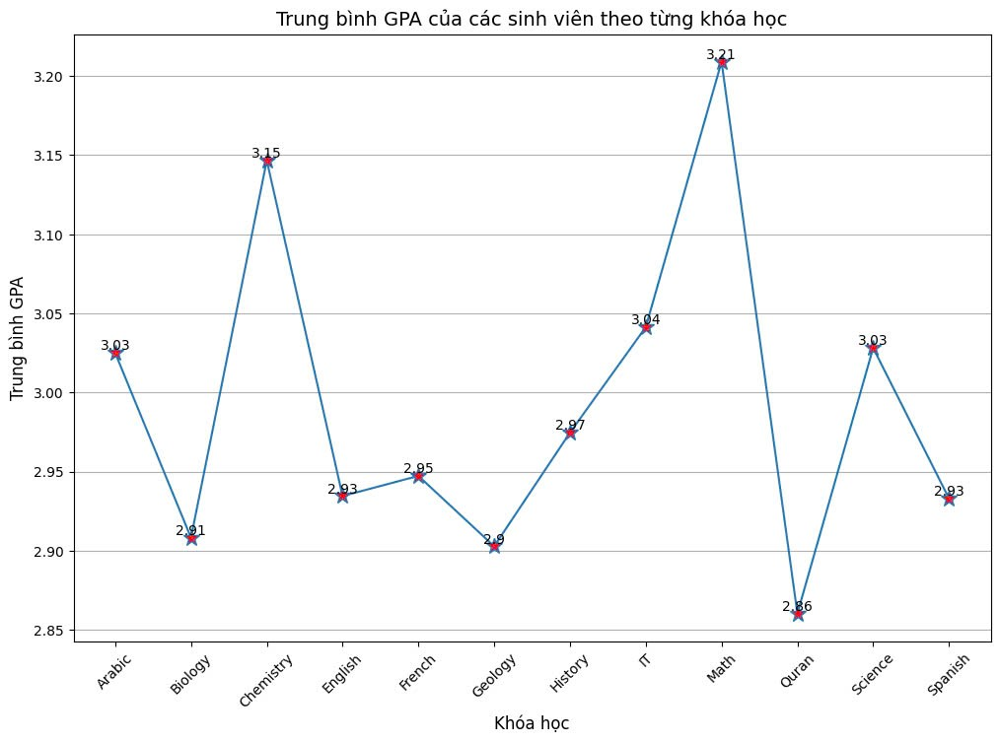 Trung bình GPA của các sinh viên theo từng khóa học
Trung bình GPA
3.20
3.15
3.10
3.05
3.00
2.95
2.90
2.85
3.03
2.91
3.15
2.93
2.95
2.9
2.97
3.04
3.21
2.86
3.03
2.93
Arabic
Biology
Chemistry
English
French
Geology
History
IT
Math
Quran
Science
Spanish
Khóa học